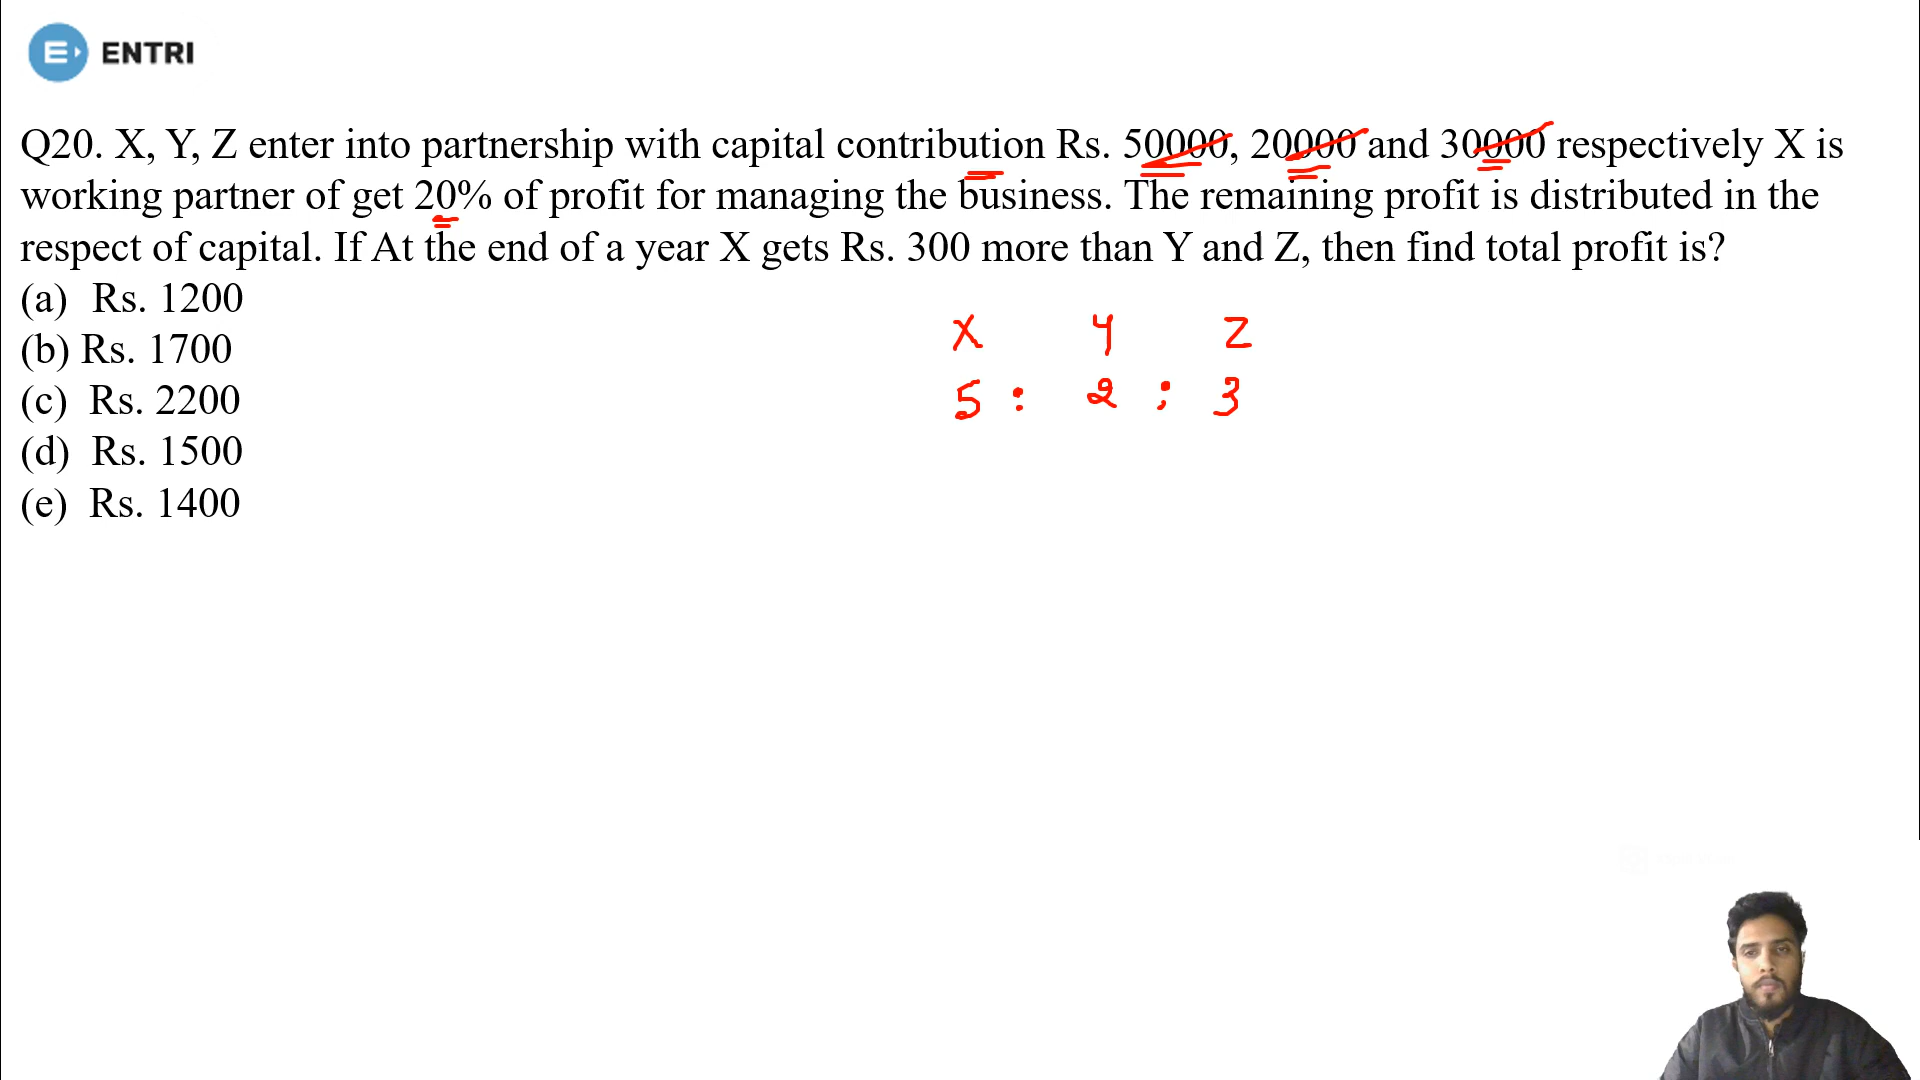 ENTRI
Q20. X, Y, Z enter into partnership with capital contribution Rs. 50000, 20000 and 30000 respectively X is
working partner of get 20% of profit for managing the business. The remaining profit is distributed in the
respect of capital. If At the end of a year X gets Rs. 300 more than Y and Z, then find total profit is?
(a) Rs. 1200
(b) Rs. 1700
(c) Rs. 2200
(d) Rs. 1500
(e) Rs. 1400
X Y Z
5 : 2 : 3